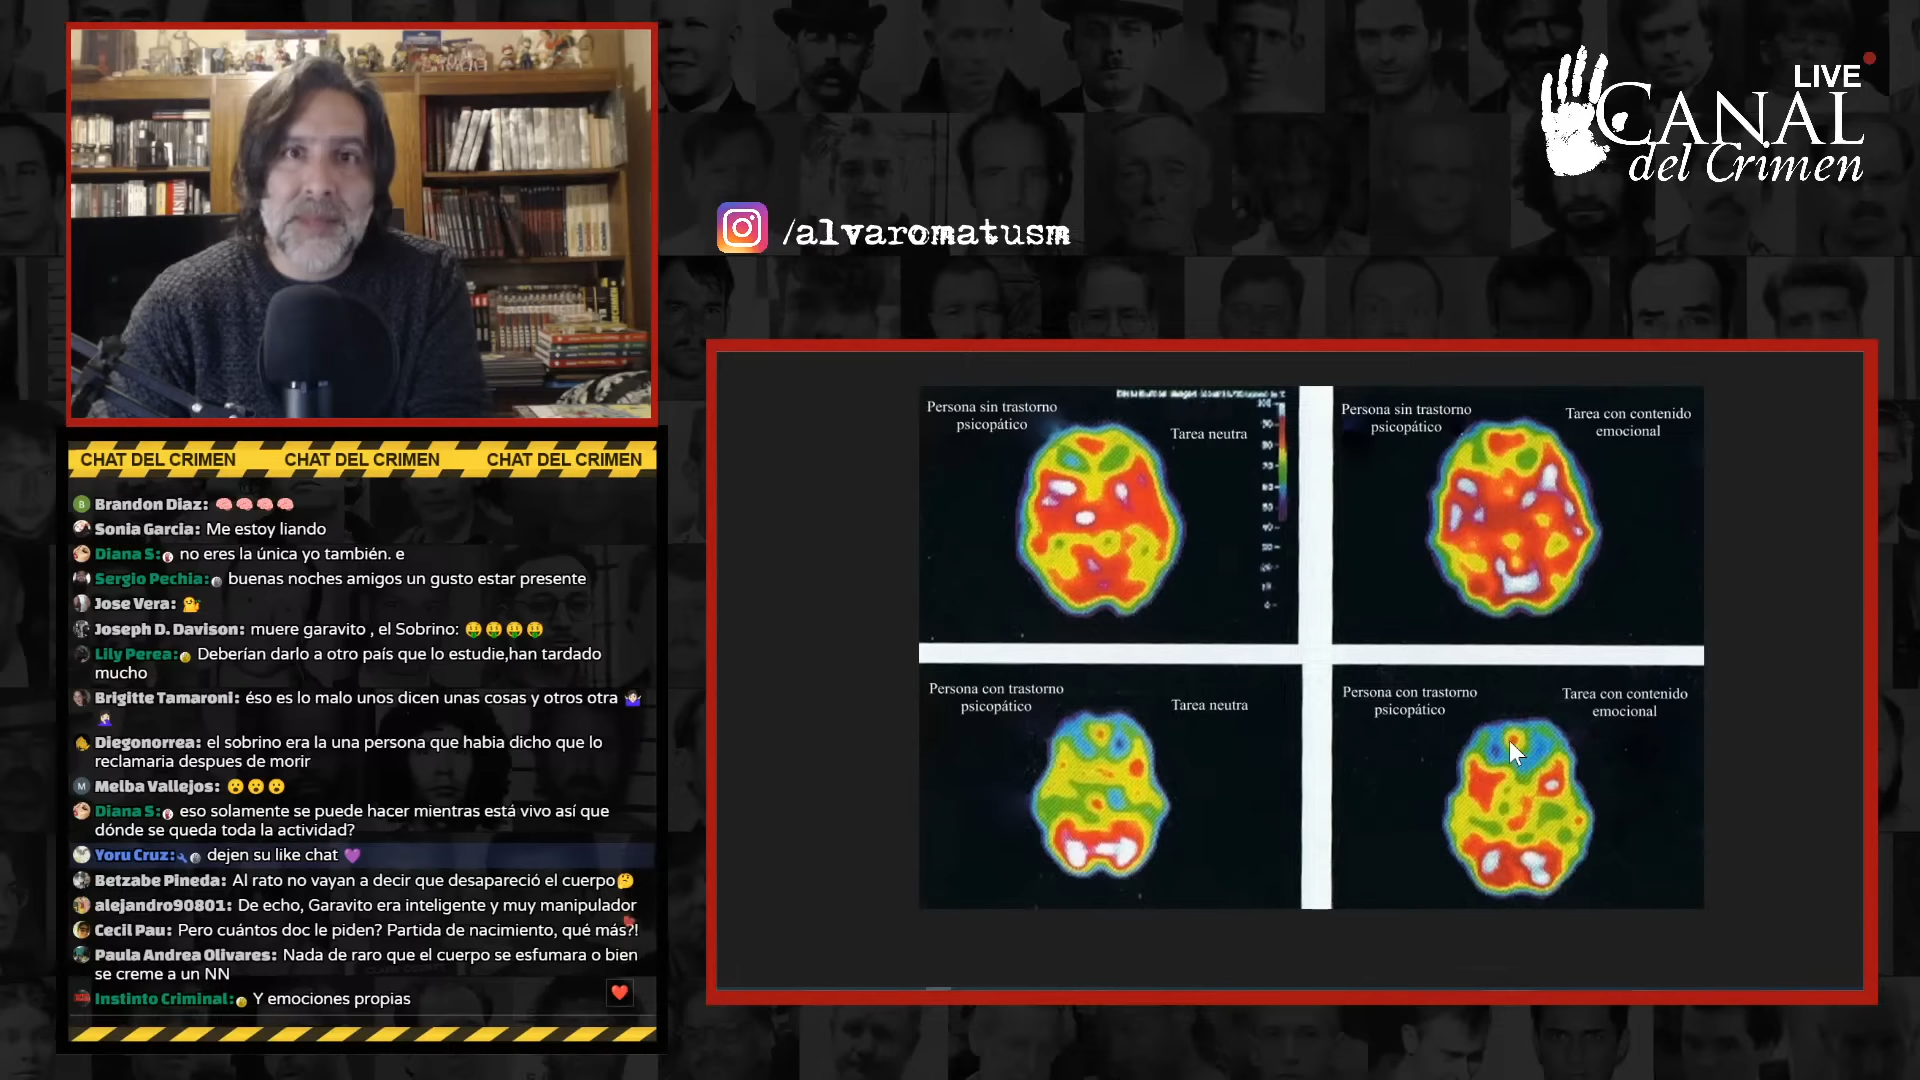 LIVE
CANAL
del Crimen
/alvaromatusm
CHAT DEL CRIMEN CHAT DEL CRIMEN CHAT DEL CRIMEN
B Brandon Diaz: 🧠🧠🧠🧠
Sonia Garcia: Me estoy liando
Diana S: no eres la única yo también. e
Sergio Pechia: buenas noches amigos un gusto estar presente
Jose Vera: 🫣
Joseph D. Davison: muere garavito , el Sobrino: 🤑🤑🤑🤑
Lily Perea: Deberían darlo a otro país que lo estudie,han tardado
mucho
Brigitte Tamaroni: éso es lo malo unos dicen unas cosas y otros otra 🤷🏻‍♀️
🤦🏻‍♀️
Diegonorrea: el sobrino era la una persona que habia dicho que lo
reclamaria despues de morir
M Melba Vallejos: 😮😮😮
Diana S: eso solamente se puede hacer mientras está vivo así que
dónde se queda toda la actividad?
Yoru Cruz: dejen su like chat 💜
Betzabe Pineda: Al rato no vayan a decir que desapareció el cuerpo🤔
alejandro90801: De echo, Garavito era inteligente y muy manipulador
Cecil Pau: Pero cuántos doc le piden? Partida de nacimiento, qué más?!
Paula Andrea Olivares: Nada de raro que el cuerpo se esfumara o bien
se creme a un NN
Instinto Criminal: Y emociones propias
Persona sin trastorno
psicopático
Tarea neutra
Persona sin trastorno
psicopático
Tarea con contenido
emocional
Persona con trastorno
psicopático
Tarea neutra
Persona con trastorno
psicopático
Tarea con contenido
emocional